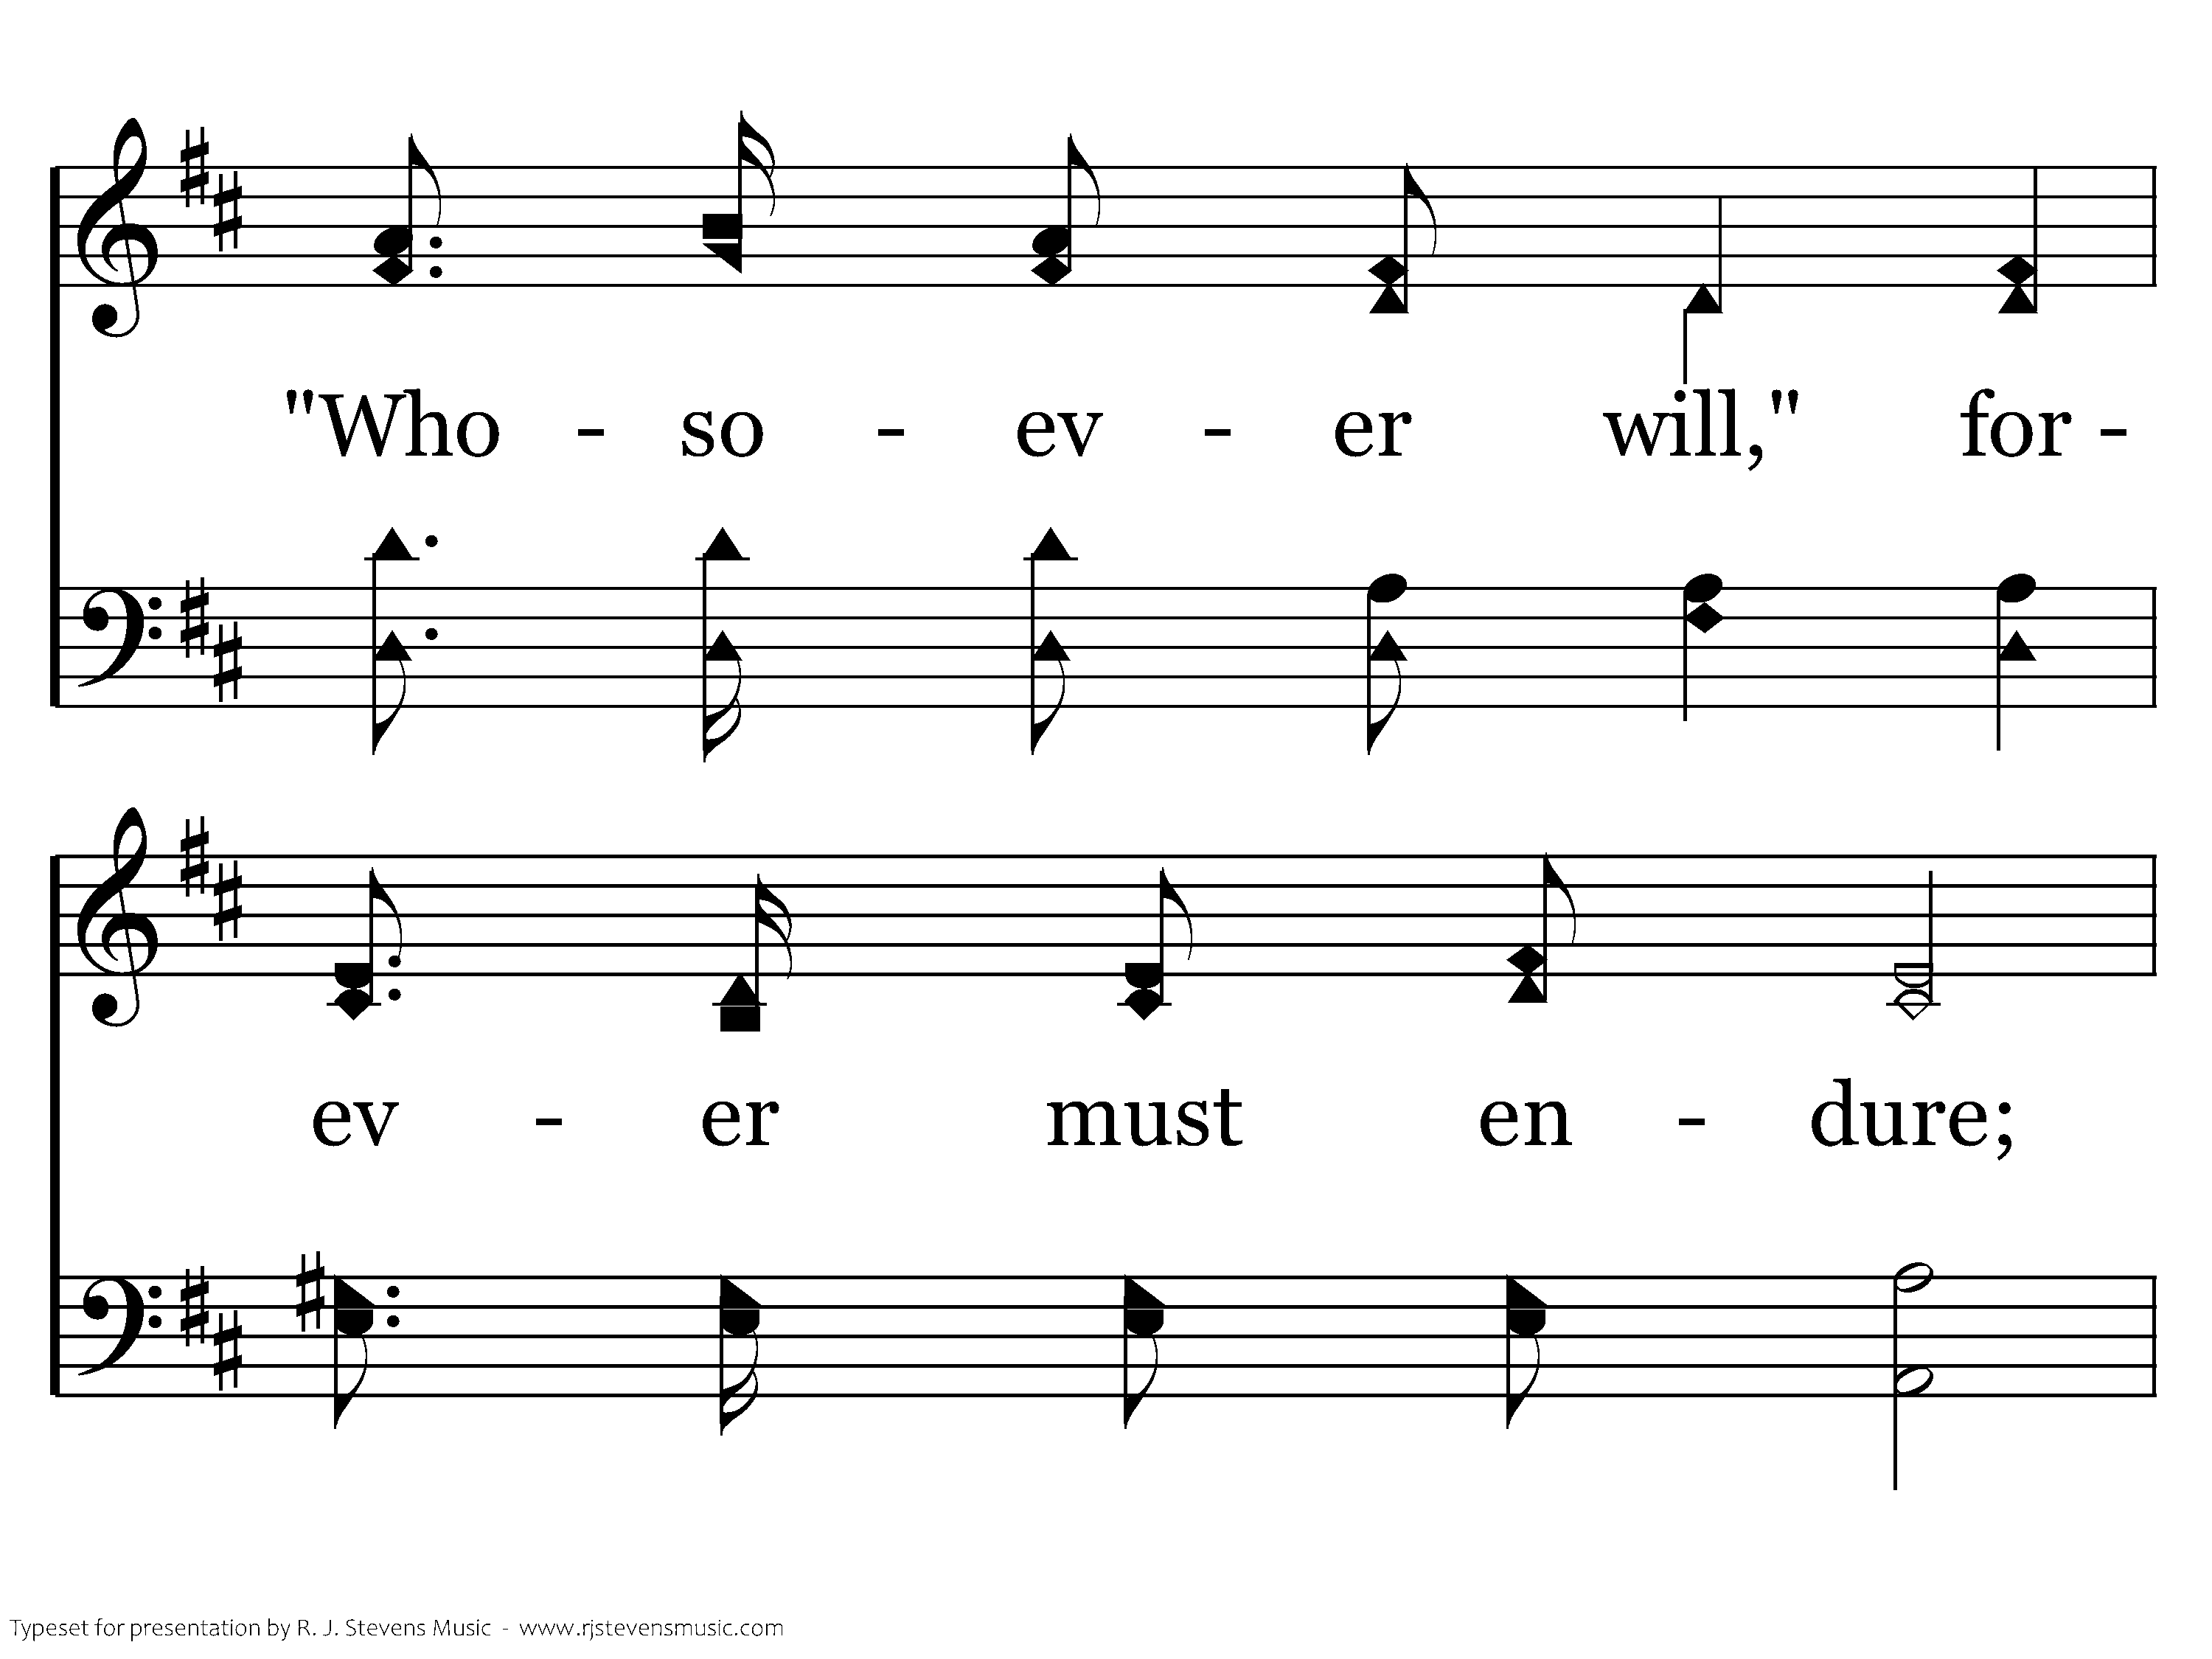 "Who - so - ev - er will," for -
ev - er must en - dure;
Typeset for presentation by R. J. Stevens Music - www.rjstevensmusic.com